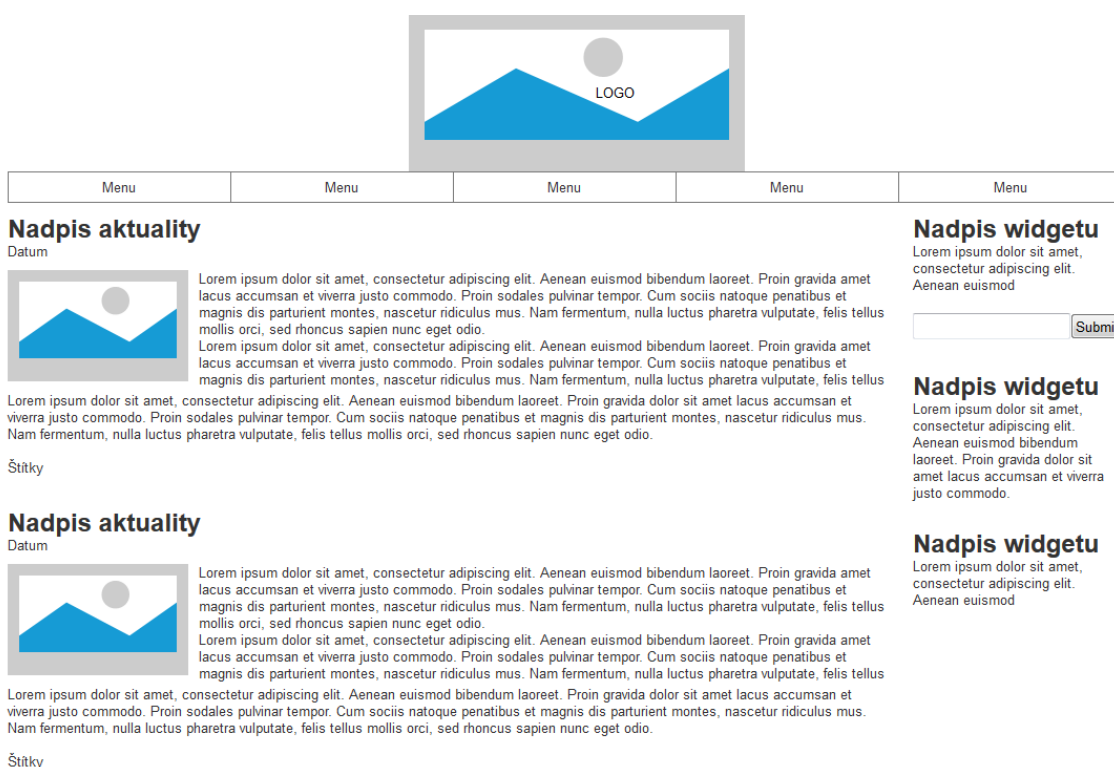 LOGO
Menu Menu Menu Menu Menu
Nadpis aktuality
Datum
Lorem ipsum dolor sit amet, consectetur adipiscing elit. Aenean euismod bibendum laoreet. Proin gravida amet
lacus accumsan et viverra justo commodo. Proin sodales pulvinar tempor. Cum sociis natoque penatibus et
magnis dis parturient montes, nascetur ridiculus mus. Nam fermentum, nulla luctus pharetra vulputate, felis tellus
mollis orci, sed rhoncus sapien nunc eget odio.
Lorem ipsum dolor sit amet, consectetur adipiscing elit. Aenean euismod bibendum laoreet. Proin gravida amet
lacus accumsan et viverra justo commodo. Proin sodales pulvinar tempor. Cum sociis natoque penatibus et
magnis dis parturient montes, nascetur ridiculus mus. Nam fermentum, nulla luctus pharetra vulputate, felis tellus
Lorem ipsum dolor sit amet, consectetur adipiscing elit. Aenean euismod bibendum laoreet. Proin gravida dolor sit amet lacus accumsan et
viverra justo commodo. Proin sodales pulvinar tempor. Cum sociis natoque penatibus et magnis dis parturient montes, nascetur ridiculus mus.
Nam fermentum, nulla luctus pharetra vulputate, felis tellus mollis orci, sed rhoncus sapien nunc eget odio.
Štítky
Nadpis aktuality
Datum
Lorem ipsum dolor sit amet, consectetur adipiscing elit. Aenean euismod bibendum laoreet. Proin gravida amet
lacus accumsan et viverra justo commodo. Proin sodales pulvinar tempor. Cum sociis natoque penatibus et
magnis dis parturient montes, nascetur ridiculus mus. Nam fermentum, nulla luctus pharetra vulputate, felis tellus
mollis orci, sed rhoncus sapien nunc eget odio.
Lorem ipsum dolor sit amet, consectetur adipiscing elit. Aenean euismod bibendum laoreet. Proin gravida amet
lacus accumsan et viverra justo commodo. Proin sodales pulvinar tempor. Cum sociis natoque penatibus et
magnis dis parturient montes, nascetur ridiculus mus. Nam fermentum, nulla luctus pharetra vulputate, felis tellus
Lorem ipsum dolor sit amet, consectetur adipiscing elit. Aenean euismod bibendum laoreet. Proin gravida dolor sit amet lacus accumsan et
viverra justo commodo. Proin sodales pulvinar tempor. Cum sociis natoque penatibus et magnis dis parturient montes, nascetur ridiculus mus.
Nam fermentum, nulla luctus pharetra vulputate, felis tellus mollis orci, sed rhoncus sapien nunc eget odio.
Štítky
Nadpis widgetu
Lorem ipsum dolor sit amet,
consectetur adipiscing elit.
Aenean euismod
Submi
Nadpis widgetu
Lorem ipsum dolor sit amet,
consectetur adipiscing elit.
Aenean euismod bibendum
laoreet. Proin gravida dolor sit
amet lacus accumsan et viverra
justo commodo.
Nadpis widgetu
Lorem ipsum dolor sit amet,
consectetur adipiscing elit.
Aenean euismod